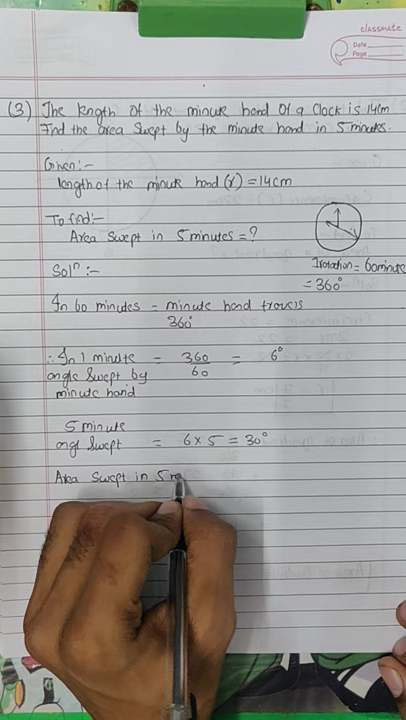 classmate
Date
Page
(3) The length of the minute hand of a clock is 14cm
Find the area swept by the minute hand in 5 minutes.
Given:-
length of the minute hand (r) = 14cm
To find:-
Area Swept in 5 minutes = ?
Solⁿ :-
1 rotation = 60 minute
= 360°
In 60 minutes = minute hand travels
360°
∴ In 1 minute = 360/60 = 6°
angle swept by
minute hand
5 minute
angl swept = 6 x 5 = 30°
Area Swept in 5 m